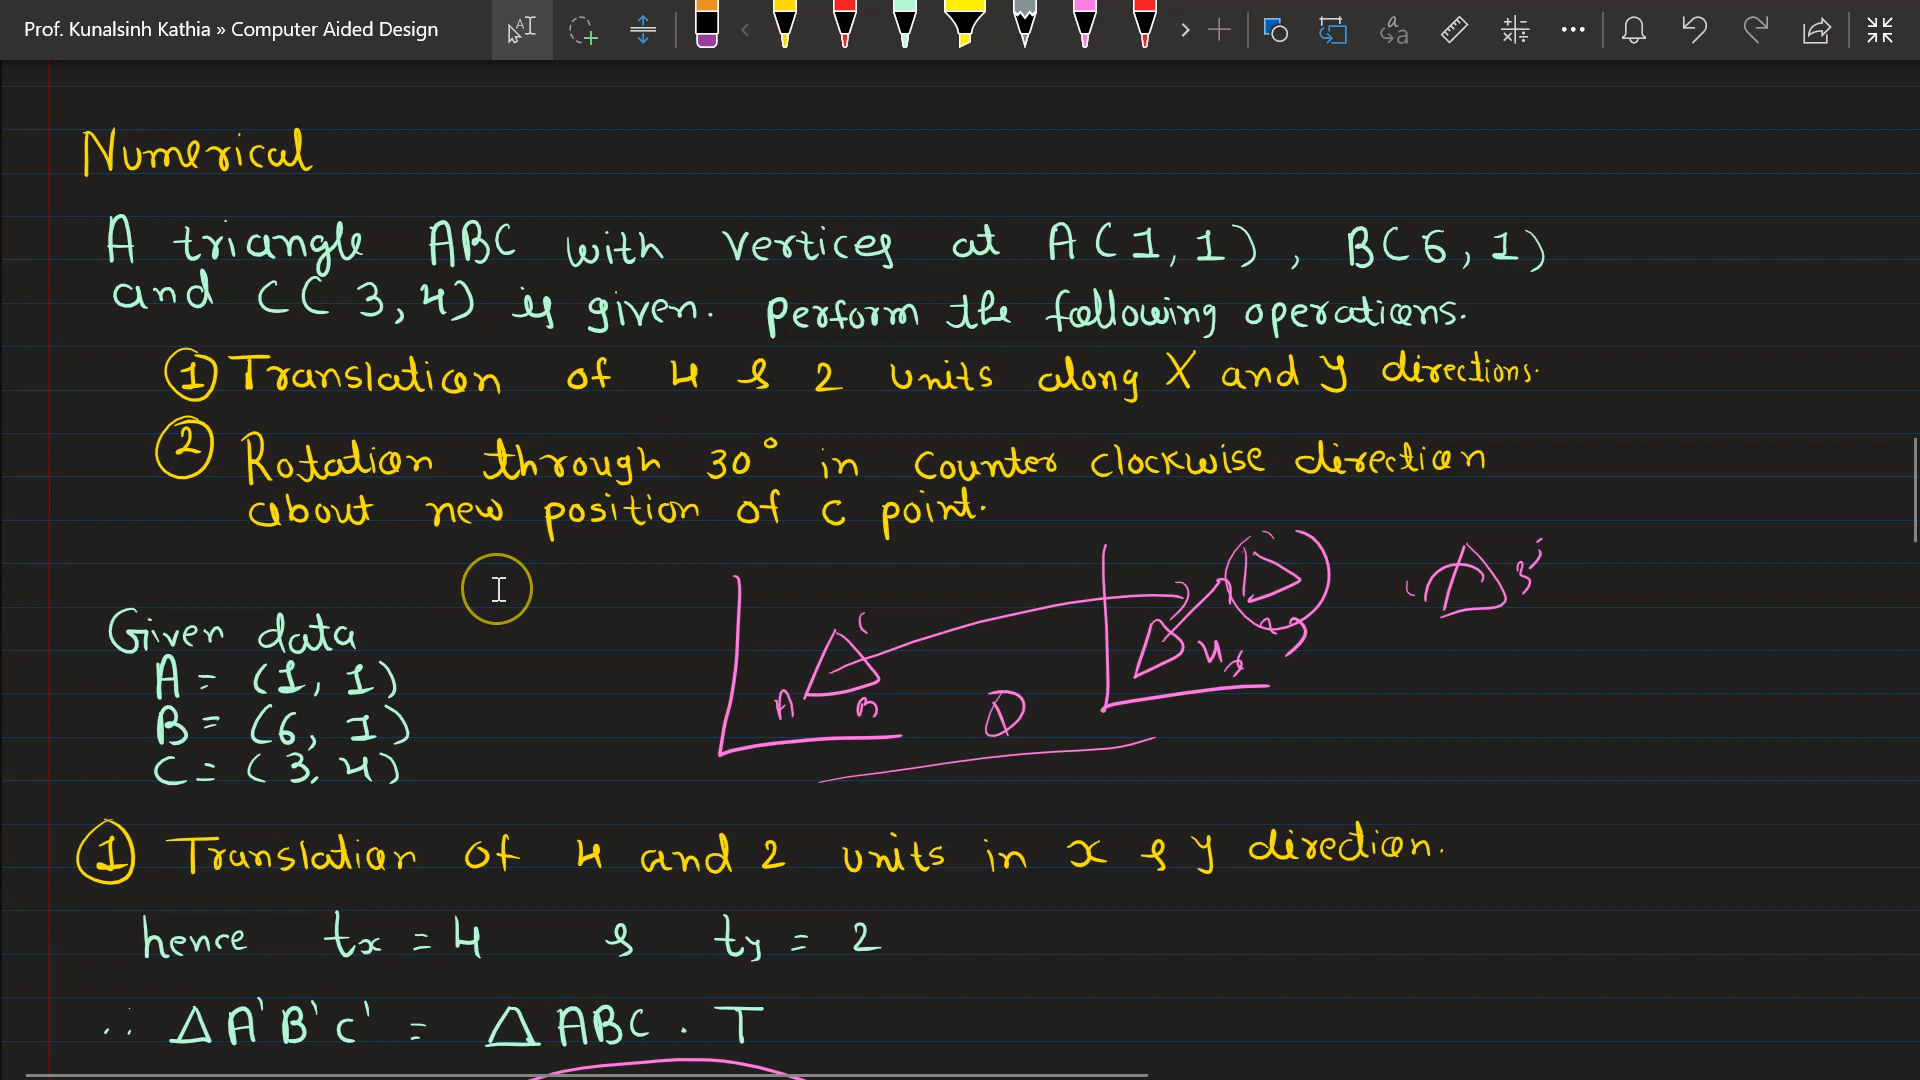 Prof. Kunalsinh Kathia » Computer Aided Design
Numerical
A triangle ABC with vertices at A(1,1), B(6,1)
and C(3,4) is given. Perform the following operations.
① Translation of 4 & 2 units along X and Y directions.
② Rotation through 30° in counter clockwise direction
about new position of C point.
Given data
A = (1, 1)
B = (6, 1)
C = (3, 4)
A
B
C
① Translation of 4 and 2 units in x & y direction.
hence tx = 4 & ty = 2
∴ ΔA'B'C' = ΔABC . T